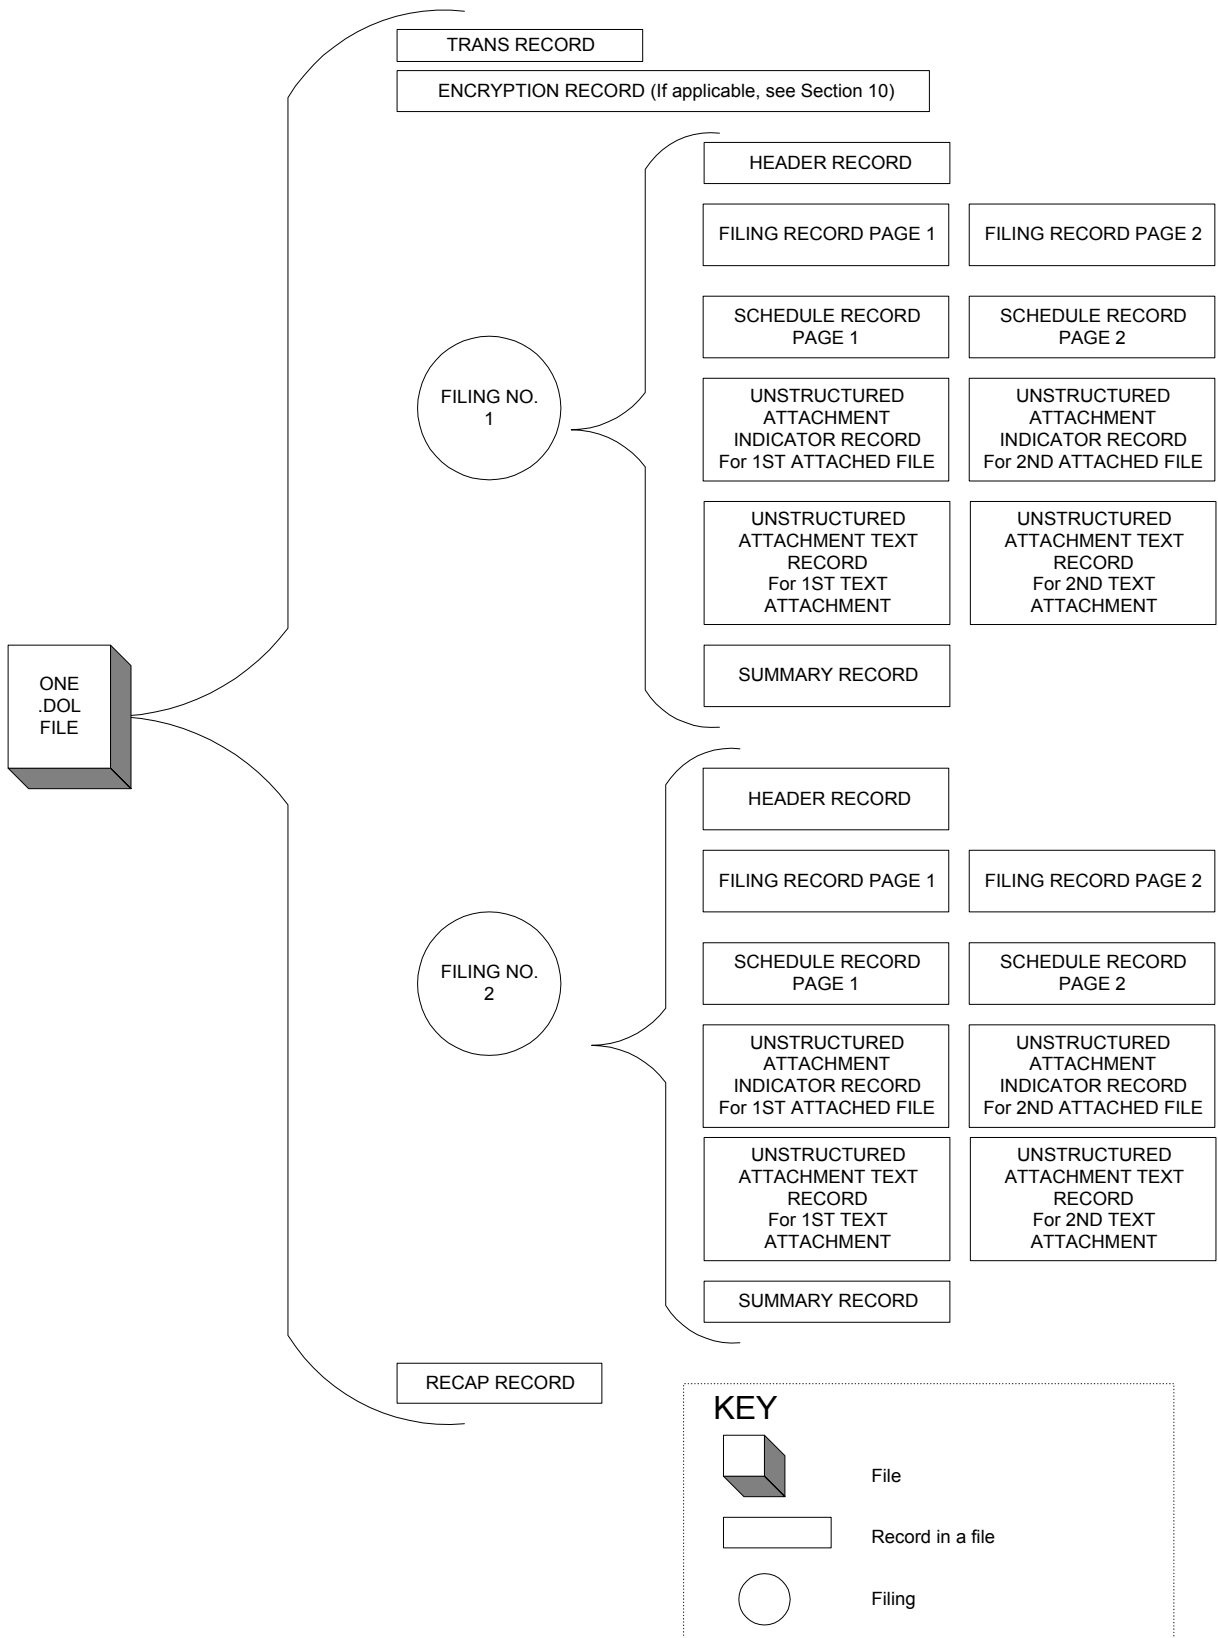 TRANS RECORD
ENCRYPTION RECORD (If applicable, see Section 10)
ONE
.DOL
FILE
FILING NO.
1
HEADER RECORD
FILING RECORD PAGE 1
FILING RECORD PAGE 2
SCHEDULE RECORD
PAGE 1
SCHEDULE RECORD
PAGE 2
UNSTRUCTURED
ATTACHMENT
INDICATOR RECORD
For 1ST ATTACHED FILE
UNSTRUCTURED
ATTACHMENT
INDICATOR RECORD
For 2ND ATTACHED FILE
UNSTRUCTURED
ATTACHMENT TEXT
RECORD
For 1ST TEXT
ATTACHMENT
UNSTRUCTURED
ATTACHMENT TEXT
RECORD
For 2ND TEXT
ATTACHMENT
SUMMARY RECORD
FILING NO.
2
HEADER RECORD
FILING RECORD PAGE 1
FILING RECORD PAGE 2
SCHEDULE RECORD
PAGE 1
SCHEDULE RECORD
PAGE 2
UNSTRUCTURED
ATTACHMENT
INDICATOR RECORD
For 1ST ATTACHED FILE
UNSTRUCTURED
ATTACHMENT
INDICATOR RECORD
For 2ND ATTACHED FILE
UNSTRUCTURED
ATTACHMENT TEXT
RECORD
For 1ST TEXT
ATTACHMENT
UNSTRUCTURED
ATTACHMENT TEXT
RECORD
For 2ND TEXT
ATTACHMENT
SUMMARY RECORD
RECAP RECORD
KEY
File
Record in a file
Filing